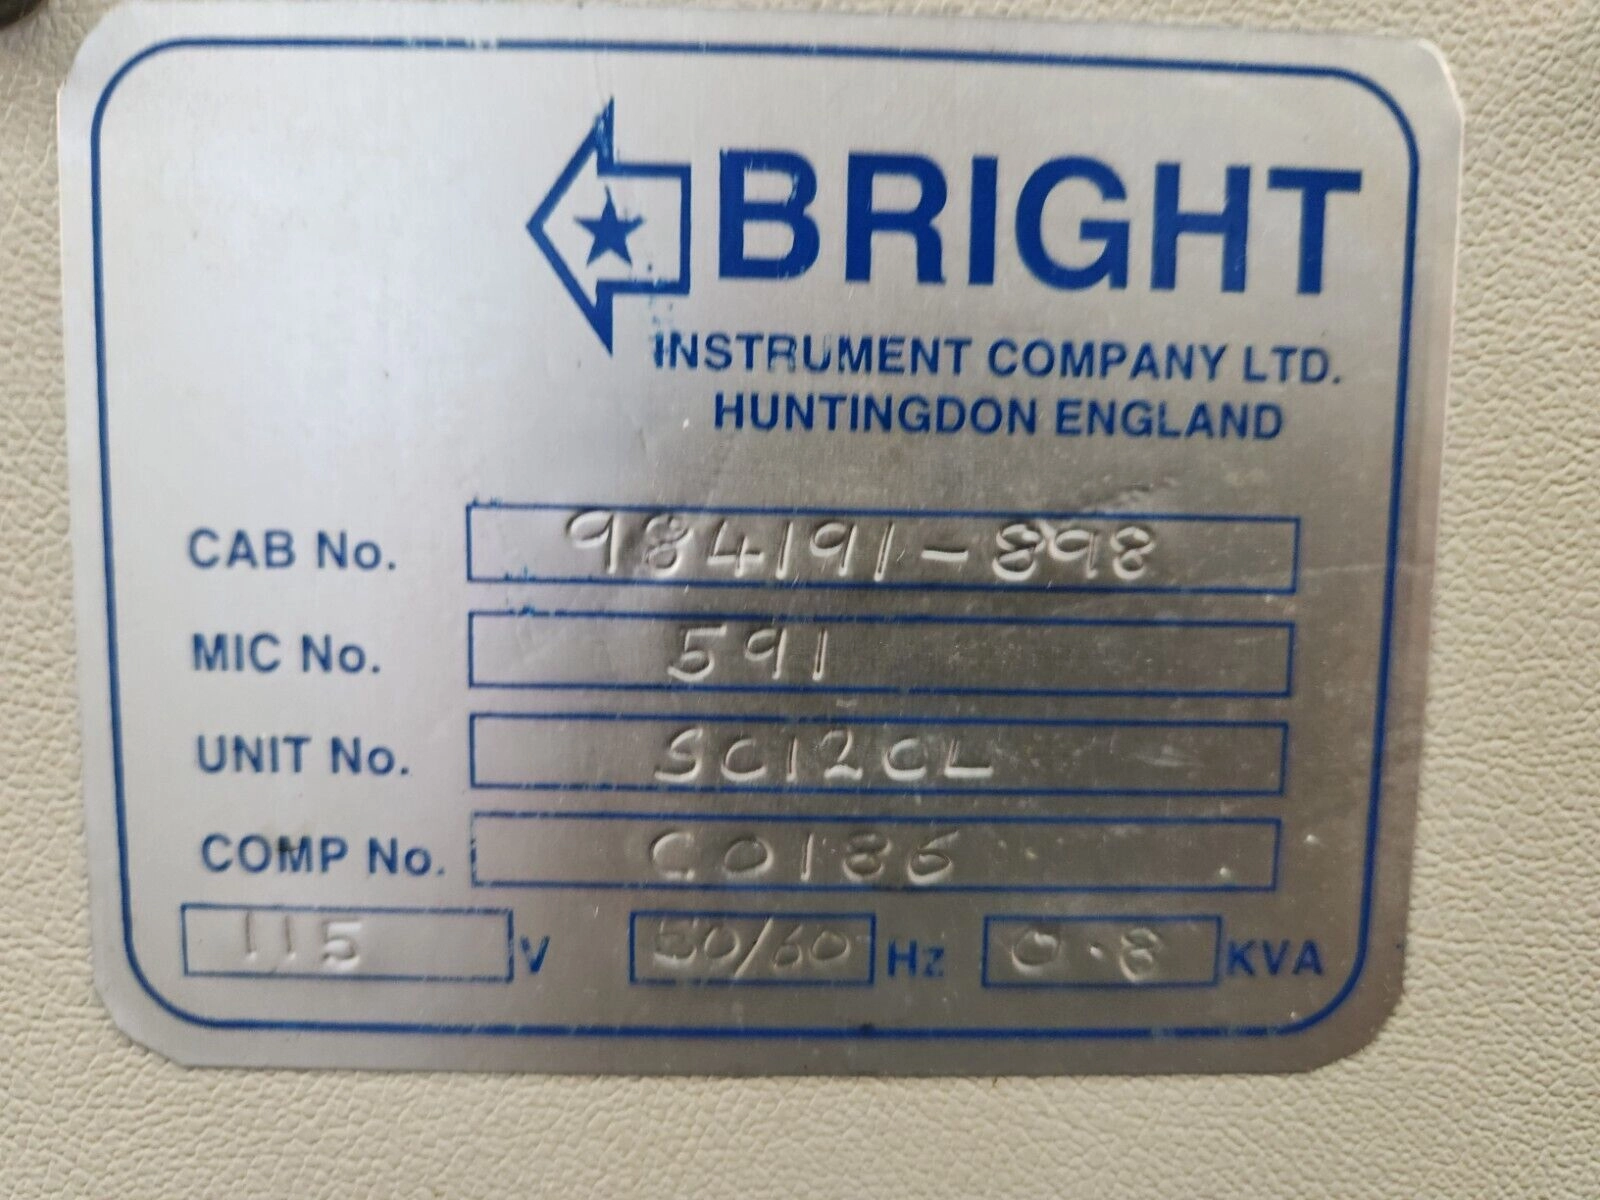 BRIGHT
INSTRUMENT COMPANY LTD.
HUNTINGDON ENGLAND
CAB No. 984191-898
MIC No. 591
UNIT No. SC12CL
COMP No. C0186
115 V 50/60 Hz 0.8 KVA